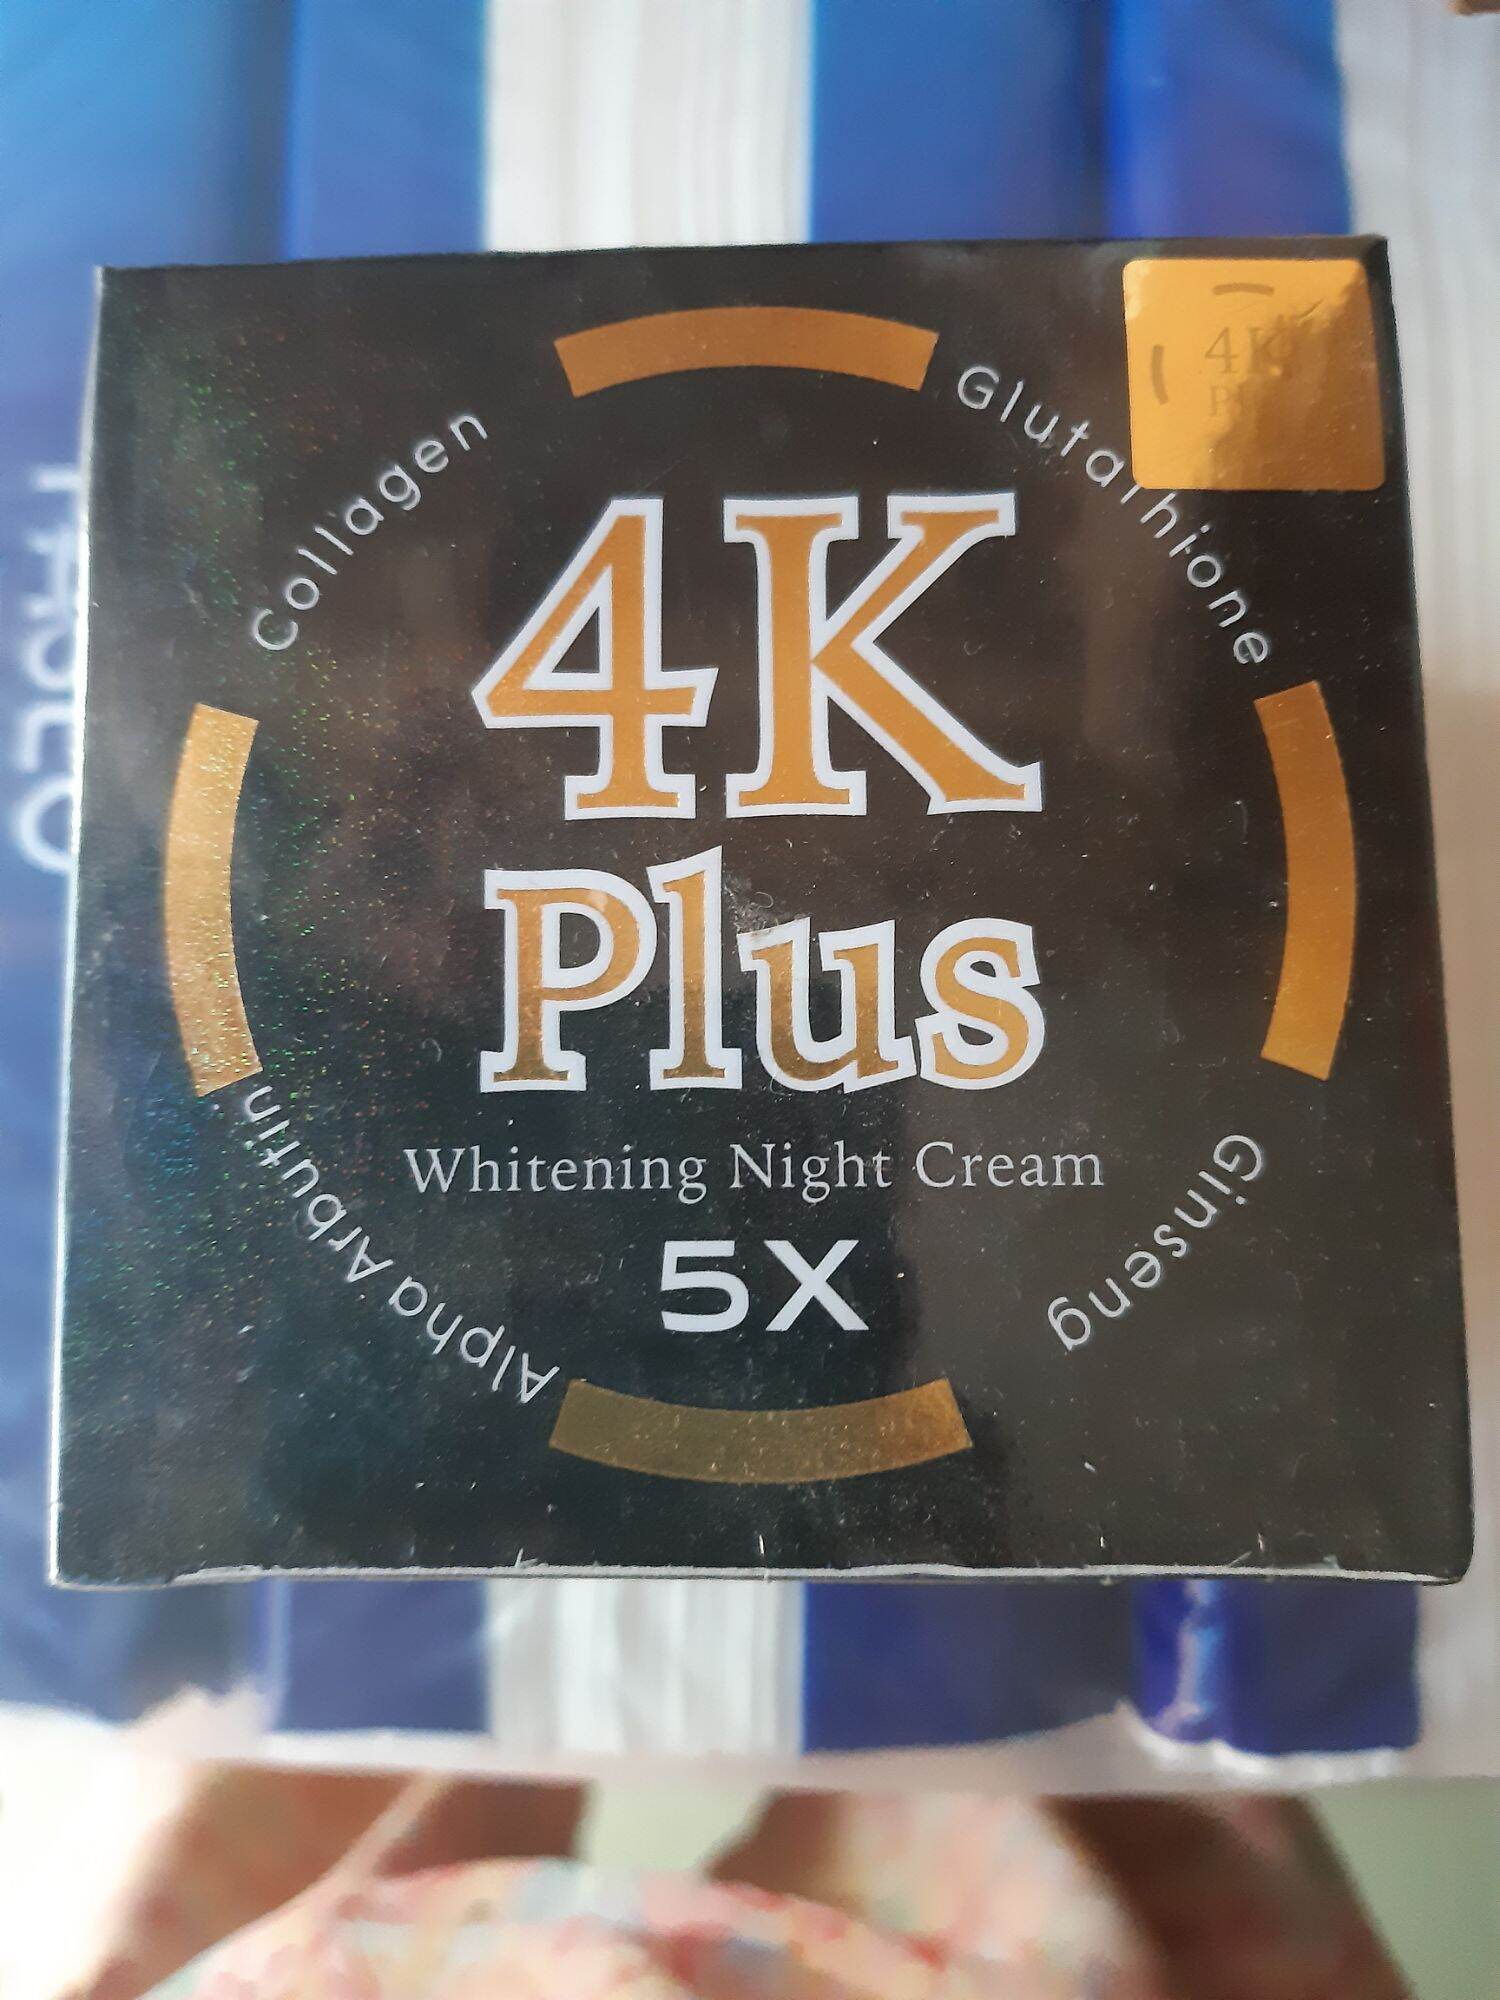 Collagen
Glutathione
4K
Plus
Whitening Night Cream
5X
Alpha Arbutin
Ginseng
4K